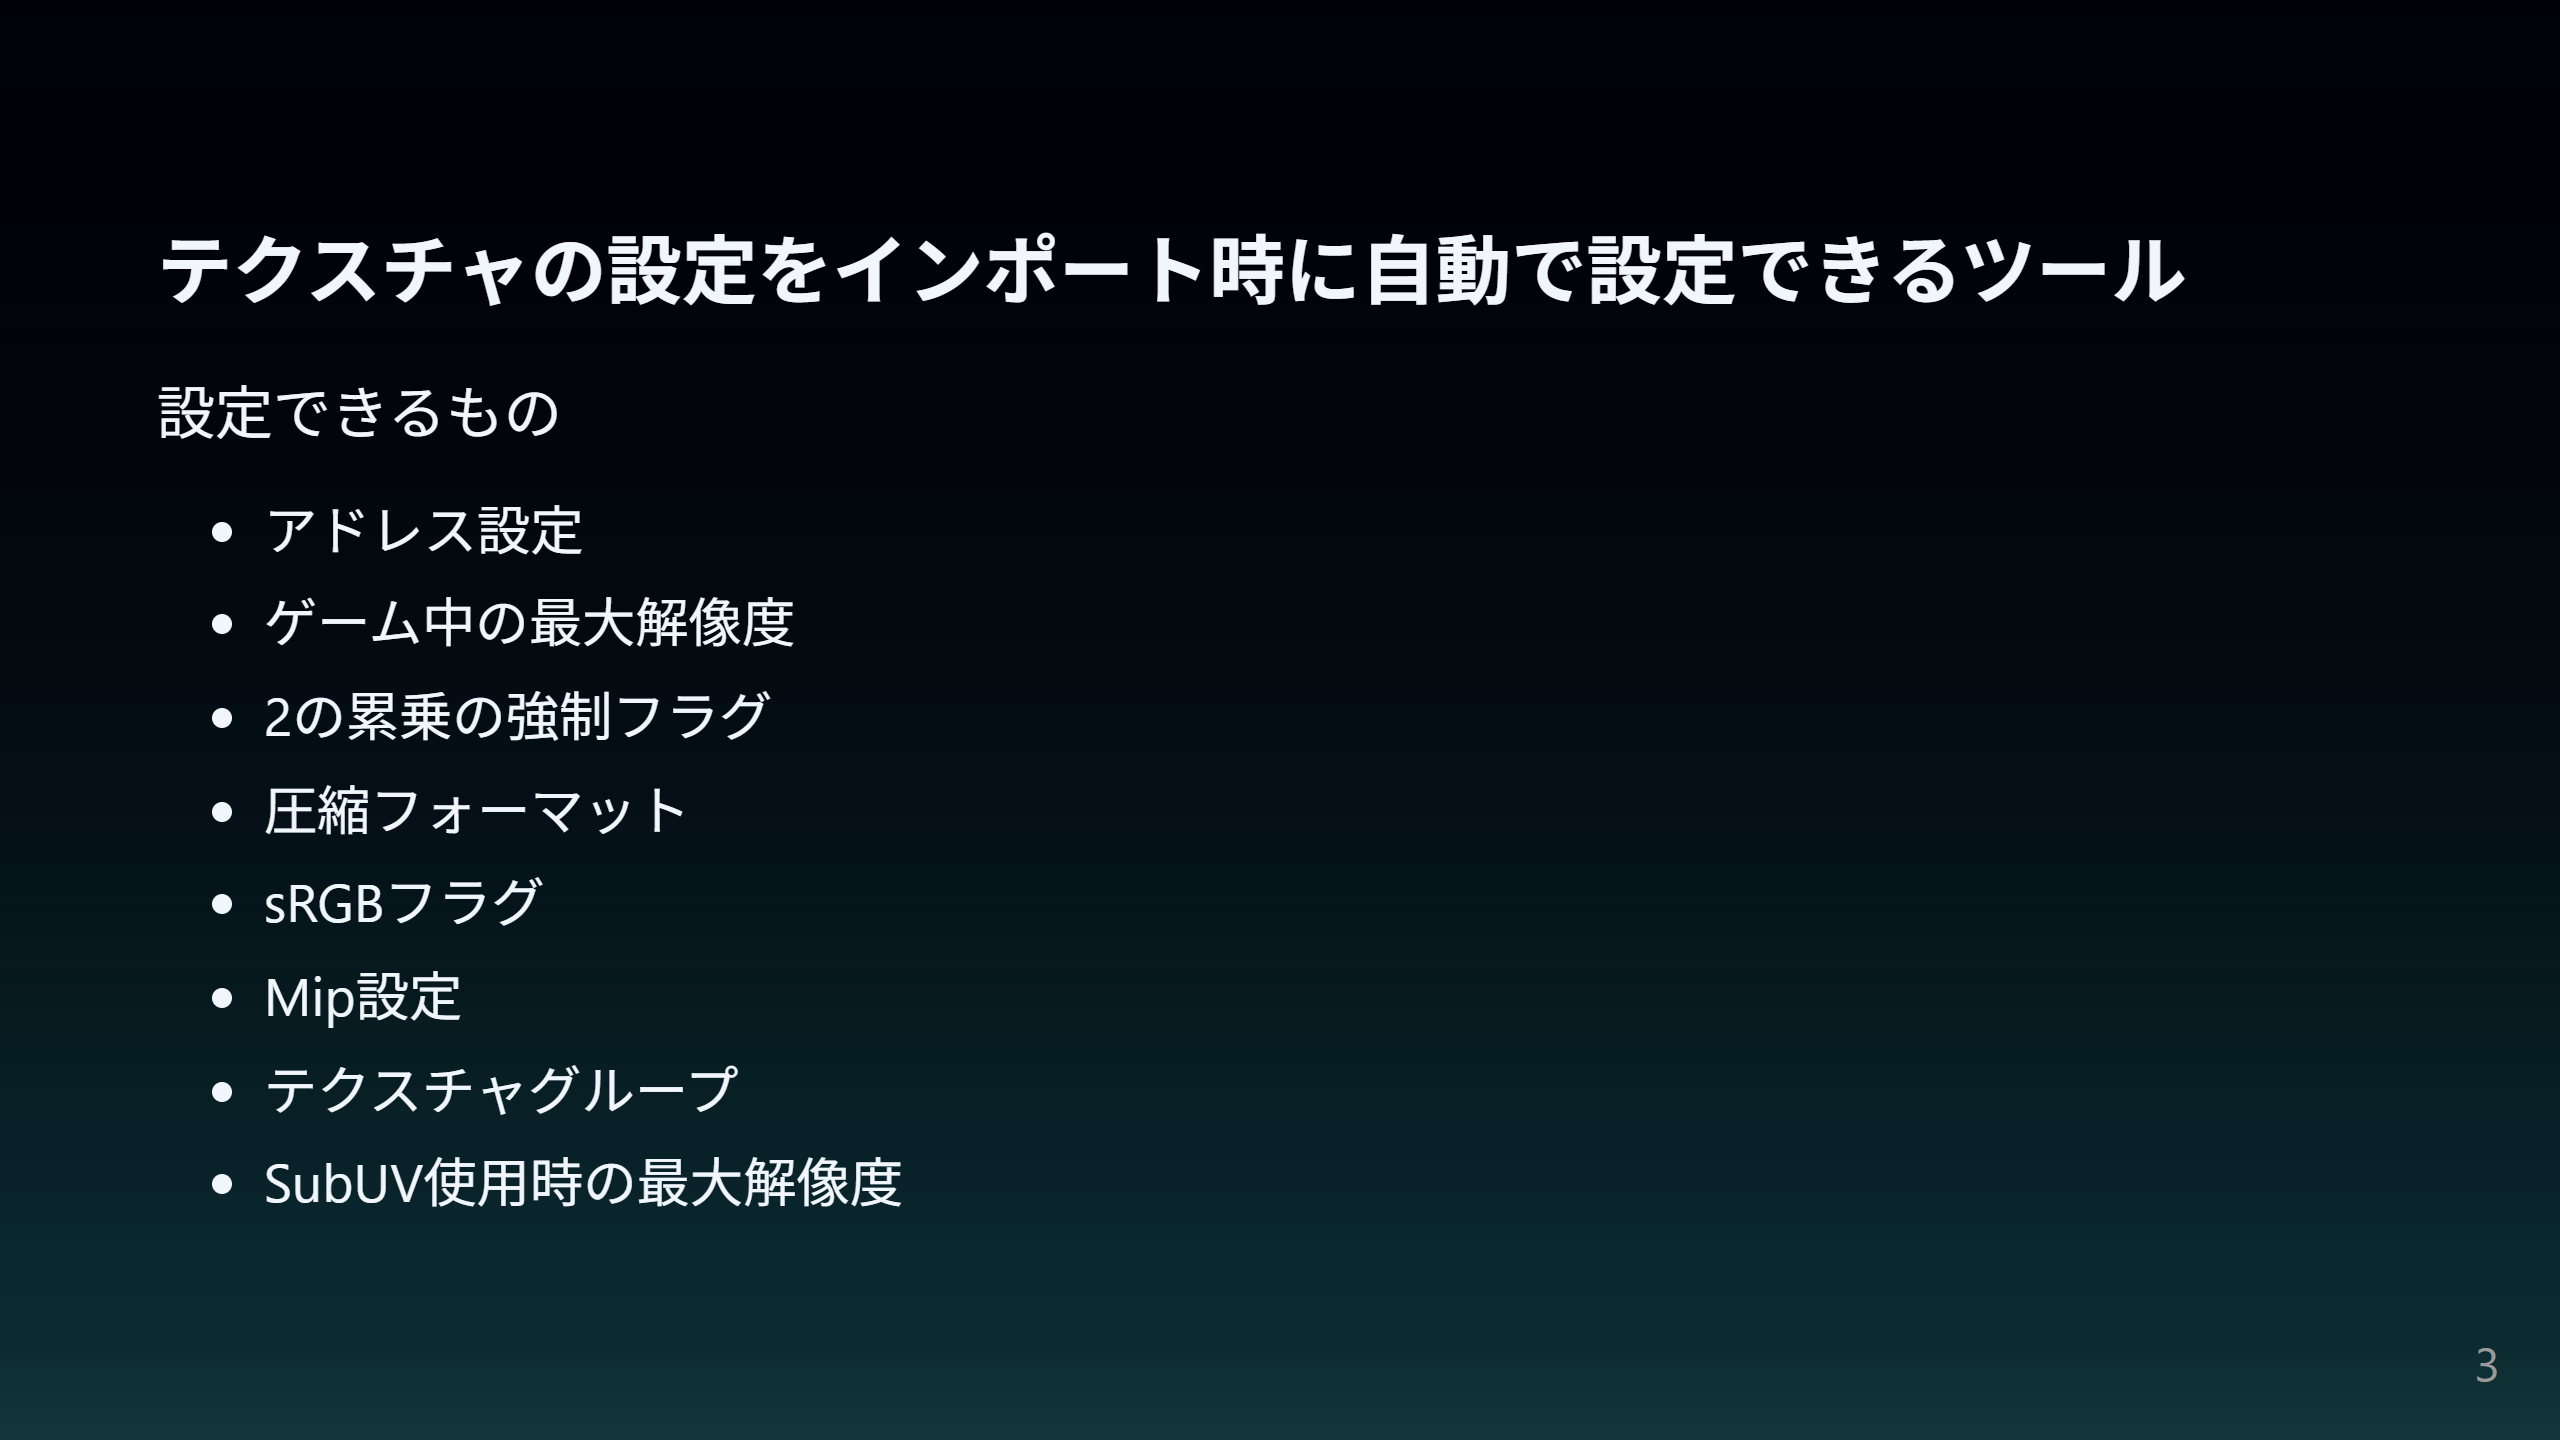 テクスチャの設定をインポート時に自動で設定できるツール
設定できるもの
• アドレス設定
• ゲーム中の最大解像度
• 2の累乗の強制フラグ
• 圧縮フォーマット
• sRGBフラグ
• Mip設定
• テクスチャグループ
• SubUV使用時の最大解像度
3